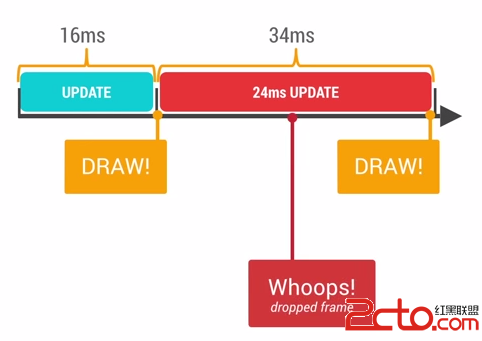 16ms
34ms
UPDATE
24ms UPDATE
DRAW!
DRAW!
Whoops!
dropped frame
红黑联盟
2cto.com